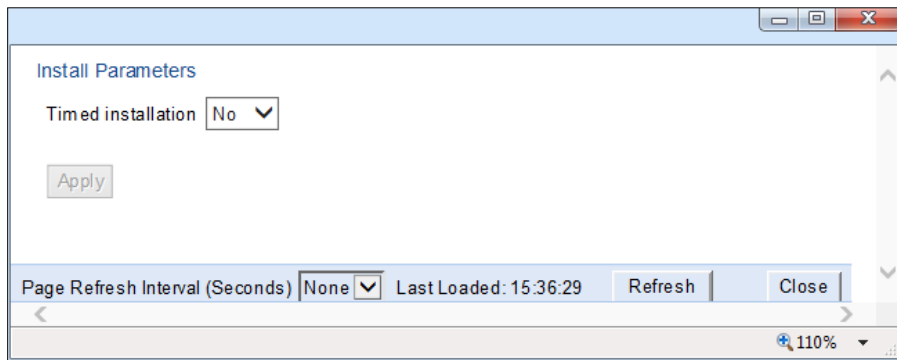 Install Parameters
Timed installation No
Apply
Page Refresh Interval (Seconds) None Last Loaded: 15:36:29 Refresh Close
110%